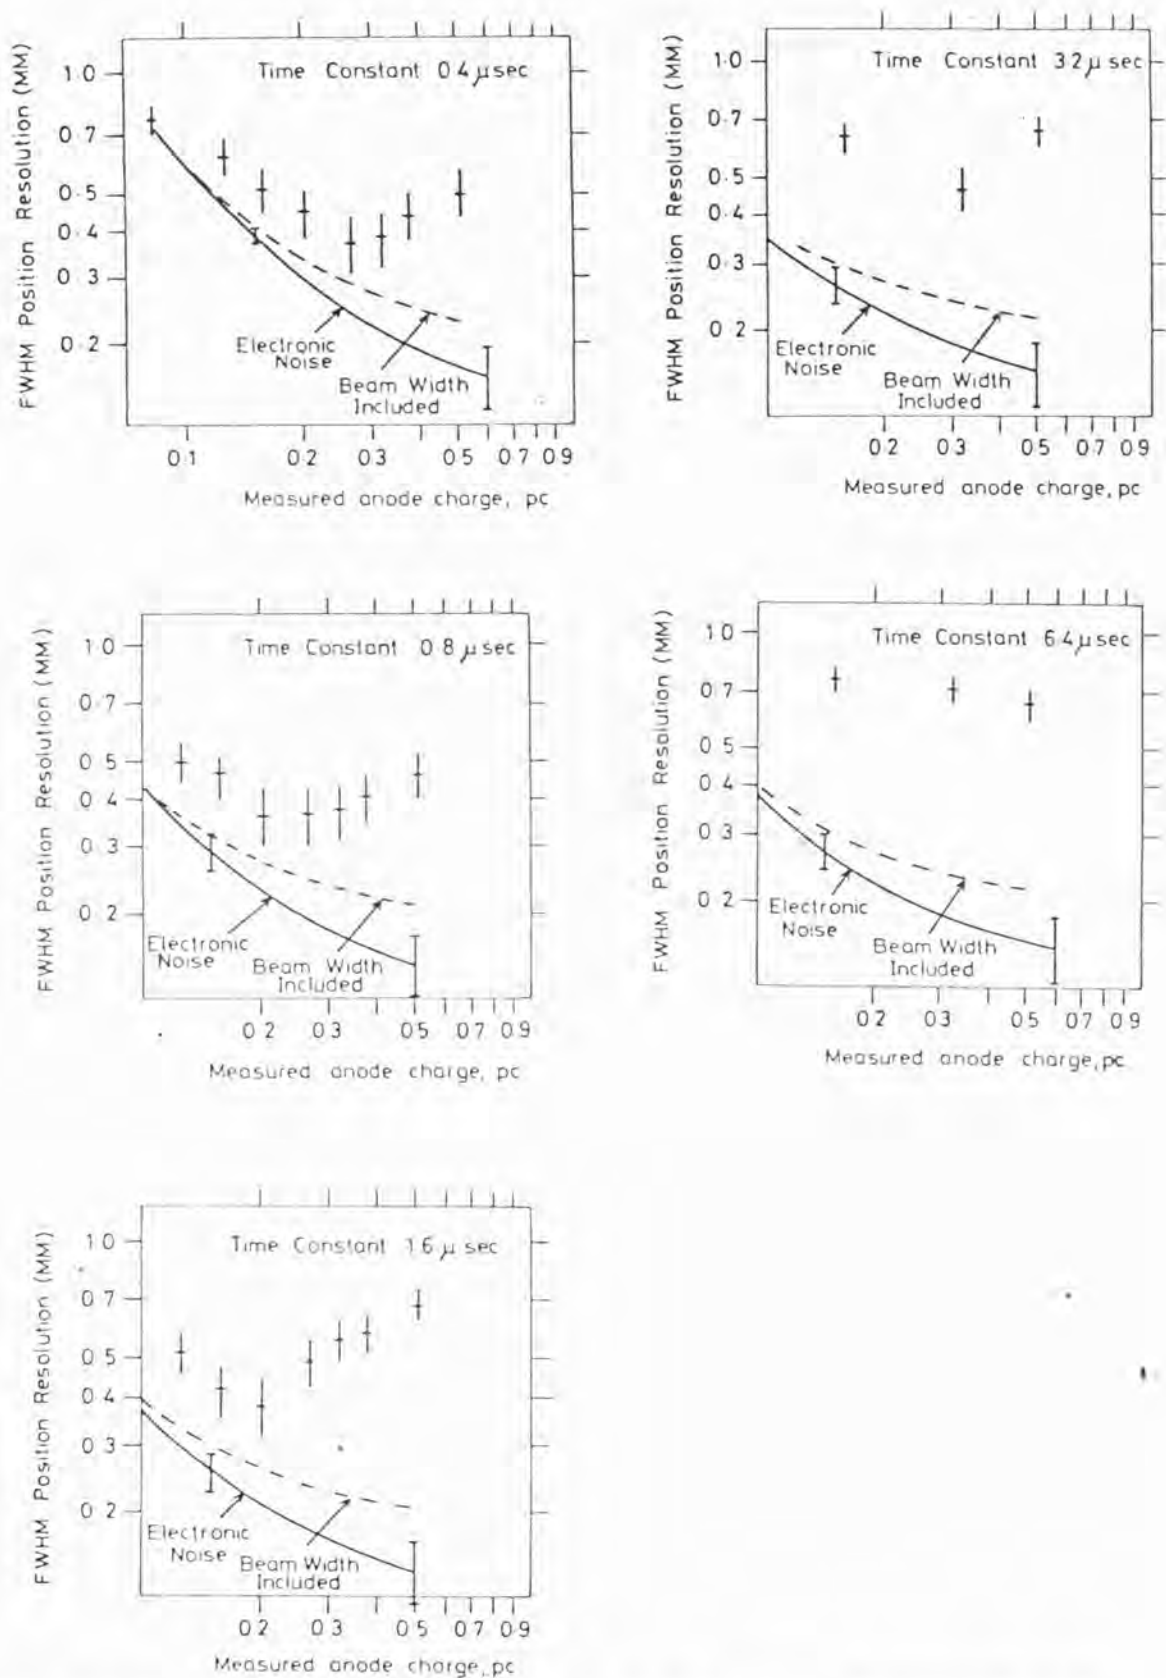 FWHM Position Resolution (MM)
Time Constant 0.4 μ sec
1.0
0.7
0.5
0.4
0.3
0.2
Electronic
Noise
Beam Width
Included
0.1 0.2 0.3 0.5 0.7 0.9
Measured anode charge, pc
FWHM Position Resolution (MM)
Time Constant 3.2 μ sec
1.0
0.7
0.5
0.4
0.3
0.2
Electronic
Noise
Beam Width
Included
0.2 0.3 0.5 0.7 0.9
Measured anode charge, pc
FWHM Position Resolution (MM)
Time Constant 0.8 μ sec
1.0
0.7
0.5
0.4
0.3
0.2
Electronic
Noise
Beam Width
Included
0.2 0.3 0.5 0.7 0.9
Measured anode charge, pc
FWHM Position Resolution (MM)
Time Constant 6.4 μ sec
1.0
0.7
0.5
0.4
0.3
0.2
Electronic
Noise
Beam Width
Included
0.2 0.3 0.5 0.7 0.9
Measured anode charge, pc
FWHM Position Resolution (MM)
Time Constant 1.6 μ sec
1.0
0.7
0.5
0.4
0.3
0.2
Electronic
Noise
Beam Width
Included
0.2 0.3 0.5 0.7 0.9
Measured anode charge, pc